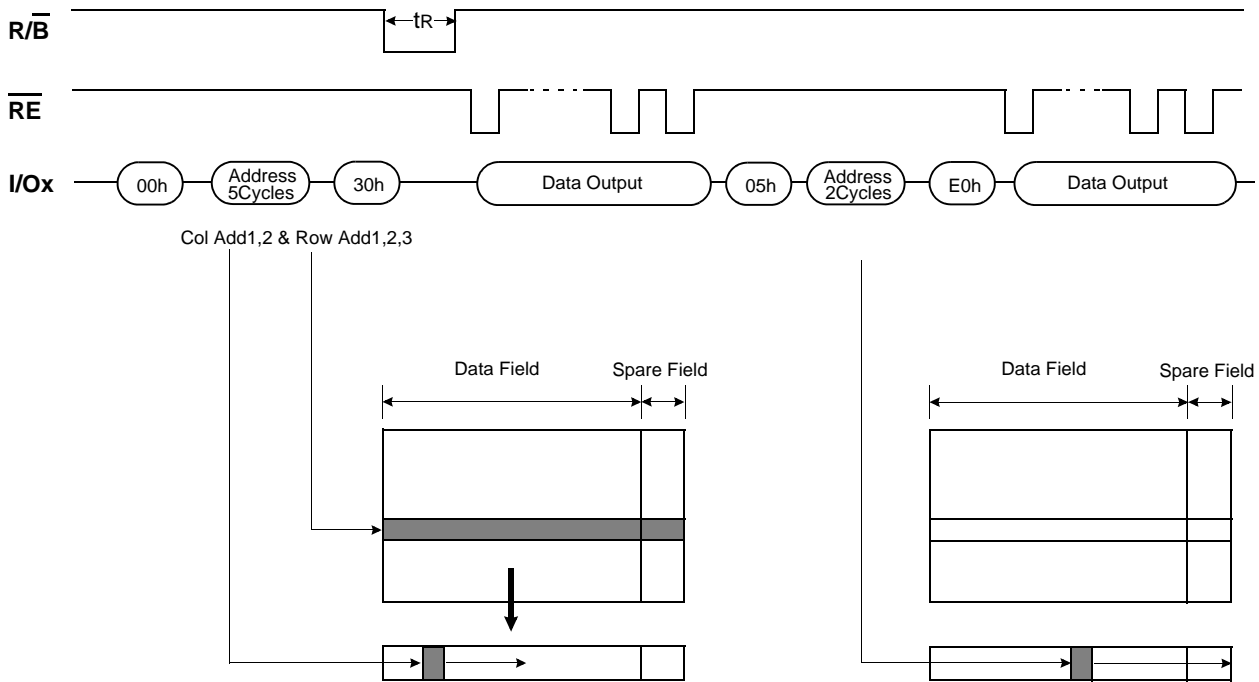 R/B
tR
RE
I/Ox
00h
Address
5Cycles
30h
Data Output
05h
Address
2Cycles
E0h
Data Output
Col Add1,2 & Row Add1,2,3
Data Field
Spare Field
Data Field
Spare Field